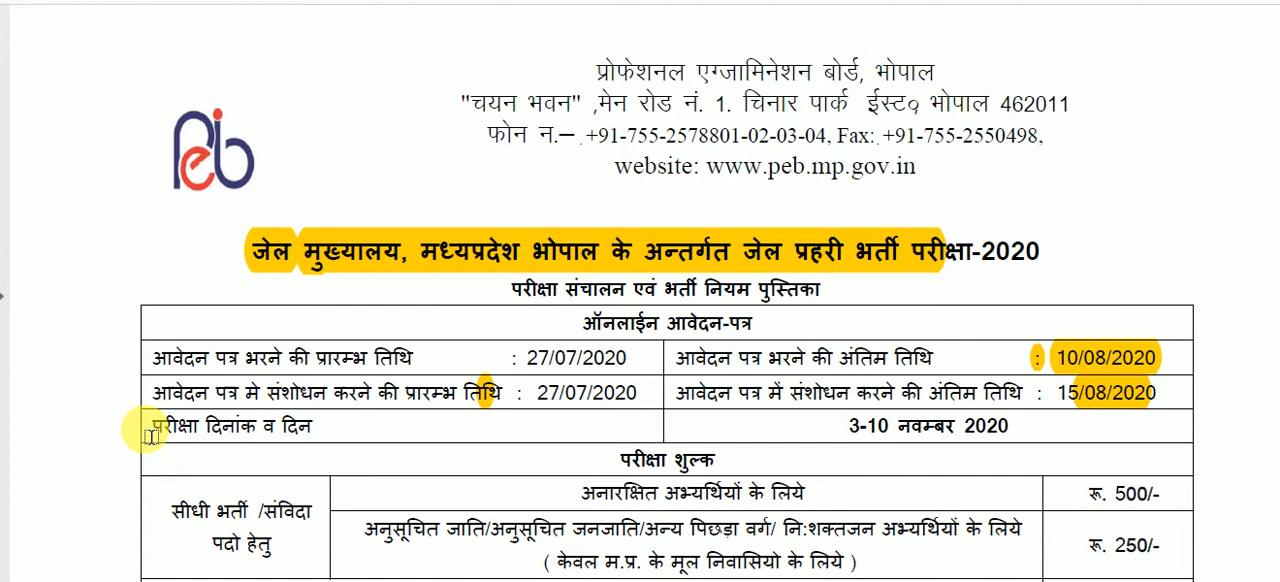 प्रोफेशनल एग्जामिनेशन बोर्ड, भोपाल
"चयन भवन" ,मेन रोड नं. 1. चिनार पार्क ईस्ट० भोपाल 462011
फोन न.– .+91-755-2578801-02-03-04, Fax:.+91-755-2550498,
website: www.peb.mp.gov.in
Peb
जेल मुख्यालय, मध्यप्रदेश भोपाल के अन्तर्गत जेल प्रहरी भर्ती परीक्षा-2020
परीक्षा संचालन एवं भर्ती नियम पुस्तिका
ऑनलाईन आवेदन-पत्र
आवेदन पत्र भरने की प्रारम्भ तिथि : 27/07/2020 आवेदन पत्र भरने की अंतिम तिथि : 10/08/2020
आवेदन पत्र मे संशोधन करने की प्रारम्भ तिथि : 27/07/2020 आवेदन पत्र में संशोधन करने की अंतिम तिथि : 15/08/2020
परीक्षा दिनांक व दिन 3-10 नवम्बर 2020
परीक्षा शुल्क
सीधी भर्ती /संविदा पदो हेतु
अनारक्षित अभ्यर्थियों के लिये रू. 500/-
अनुसूचित जाति/अनुसूचित जनजाति/अन्य पिछड़ा वर्ग/ नि:शक्तजन अभ्यर्थियों के लिये
( केवल म.प्र. के मूल निवासियो के लिये ) रू. 250/-